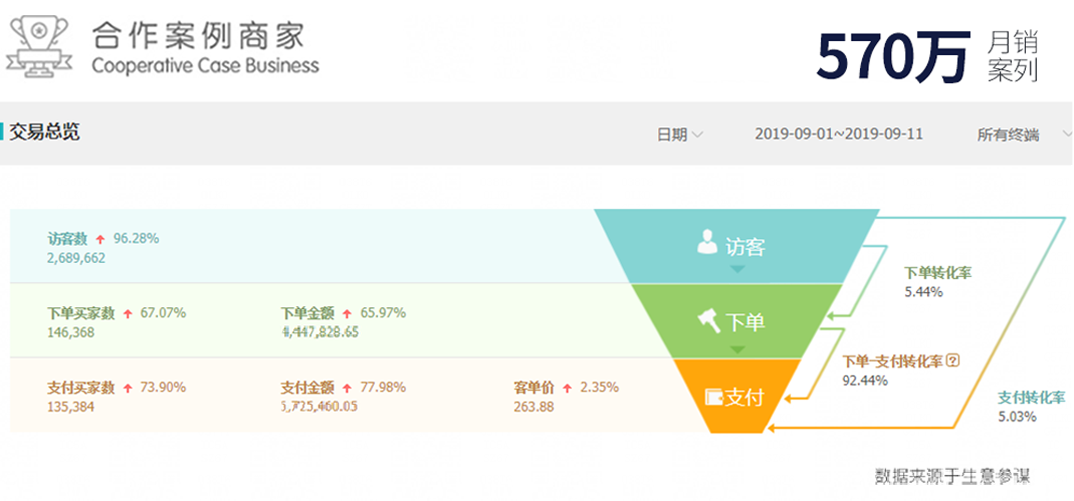 合作案例商家
Cooperative Case Business
570万
月销
案列
交易总览
日期
2019-09-01~2019-09-11
所有终端
访客数 96.28%
2,689,662
访客
下单转化率
5.44%
下单买家数 67.07%
146,368
下单金额 65.97%
4,447,828.65
下单
下单-支付转化率 ?
92.44%
支付买家数 73.90%
135,384
支付金额 77.98%
5,725,460.05
客单价 2.35%
263.88
支付
支付转化率
5.03%
数据来源于生意参谋